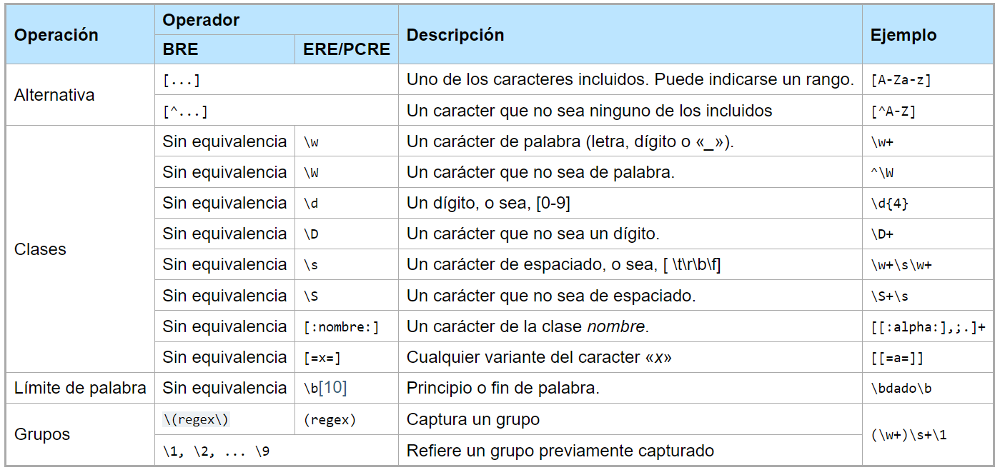 Operación Operador Descripción Ejemplo
BRE ERE/PCRE
Alternativa [...] Uno de los caracteres incluidos. Puede indicarse un rango. [A-Za-z]
[^...] Un caracter que no sea ninguno de los incluidos [^A-Z]
Clases Sin equivalencia \w Un carácter de palabra (letra, dígito o «_»). \w+
Sin equivalencia \W Un carácter que no sea de palabra. ^\W
Sin equivalencia \d Un dígito, o sea, [0-9] \d{4}
Sin equivalencia \D Un carácter que no sea un dígito. \D+
Sin equivalencia \s Un carácter de espaciado, o sea, [ \t\r\b\f] \w+\s\w+
Sin equivalencia \S Un carácter que no sea de espaciado. \S+\s
Sin equivalencia [:nombre:] Un carácter de la clase nombre. [[:alpha:],;.]+
Sin equivalencia [=x=] Cualquier variante del caracter «x» [[=a=]]
Límite de palabra Sin equivalencia \b[10] Principio o fin de palabra. \bdado\b
Grupos \(regex\) (regex) Captura un grupo (\w+)\s+\1
\1, \2, ... \9 Refiere un grupo previamente capturado